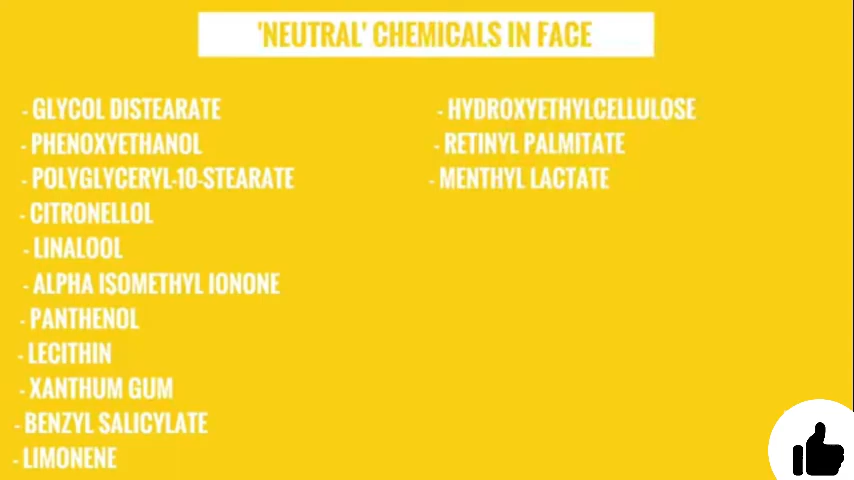 'NEUTRAL' CHEMICALS IN FACE
- GLYCOL DISTEARATE
- PHENOXYETHANOL
- POLYGLYCERYL-10-STEARATE
- CITRONELLOL
- LINALOOL
- ALPHA ISOMETHYL IONONE
- PANTHENOL
- LECITHIN
- XANTHUM GUM
- BENZYL SALICYLATE
- LIMONENE
- HYDROXYETHYLCELLULOSE
- RETINYL PALMITATE
- MENTHYL LACTATE